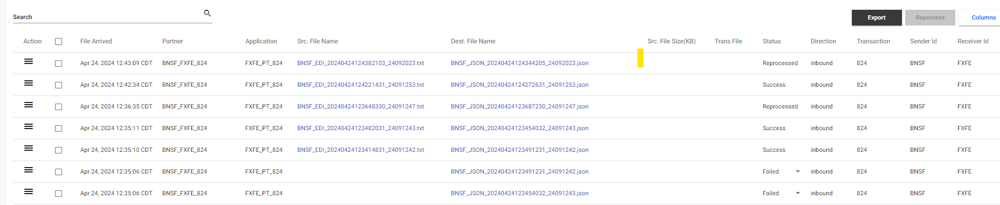 Search
Export Reprocess Columns
Action File Arrived Partner Application Src. File Name Dest. File Name Src. File Size(KB) Trans File Status Direction Transaction Sender Id Receiver Id
Apr 24, 2024 12:43:09 CDT BNSF_FXFE_824 FXFE_PT_824 BNSF_EDI_20240424124382103_24092023.txt BNSF_JSON_20240424124344205_24092023.json Reprocessed inbound 824 BNSF FXFE
Apr 24, 2024 12:42:34 CDT BNSF_FXFE_824 FXFE_PT_824 BNSF_EDI_20240424124221431_24091253.txt BNSF_JSON_20240424124272631_24091253.json Success inbound 824 BNSF FXFE
Apr 24, 2024 12:36:35 CDT BNSF_FXFE_824 FXFE_PT_824 BNSF_EDI_20240424123648330_24091247.txt BNSF_JSON_20240424123687230_24091247.json Reprocessed inbound 824 BNSF FXFE
Apr 24, 2024 12:35:11 CDT BNSF_FXFE_824 FXFE_PT_824 BNSF_EDI_20240424123482031_24091243.txt BNSF_JSON_20240424123454032_24091243.json Success inbound 824 BNSF FXFE
Apr 24, 2024 12:35:10 CDT BNSF_FXFE_824 FXFE_PT_824 BNSF_EDI_20240424123414831_24091242.txt BNSF_JSON_20240424123491231_24091242.json Success inbound 824 BNSF FXFE
Apr 24, 2024 12:35:06 CDT BNSF_FXFE_824 FXFE_PT_824 BNSF_JSON_20240424123491231_24091242.json Failed inbound 824 BNSF FXFE
Apr 24, 2024 12:35:06 CDT BNSF_FXFE_824 FXFE_PT_824 BNSF_JSON_20240424123454032_24091243.json Failed inbound 824 BNSF FXFE